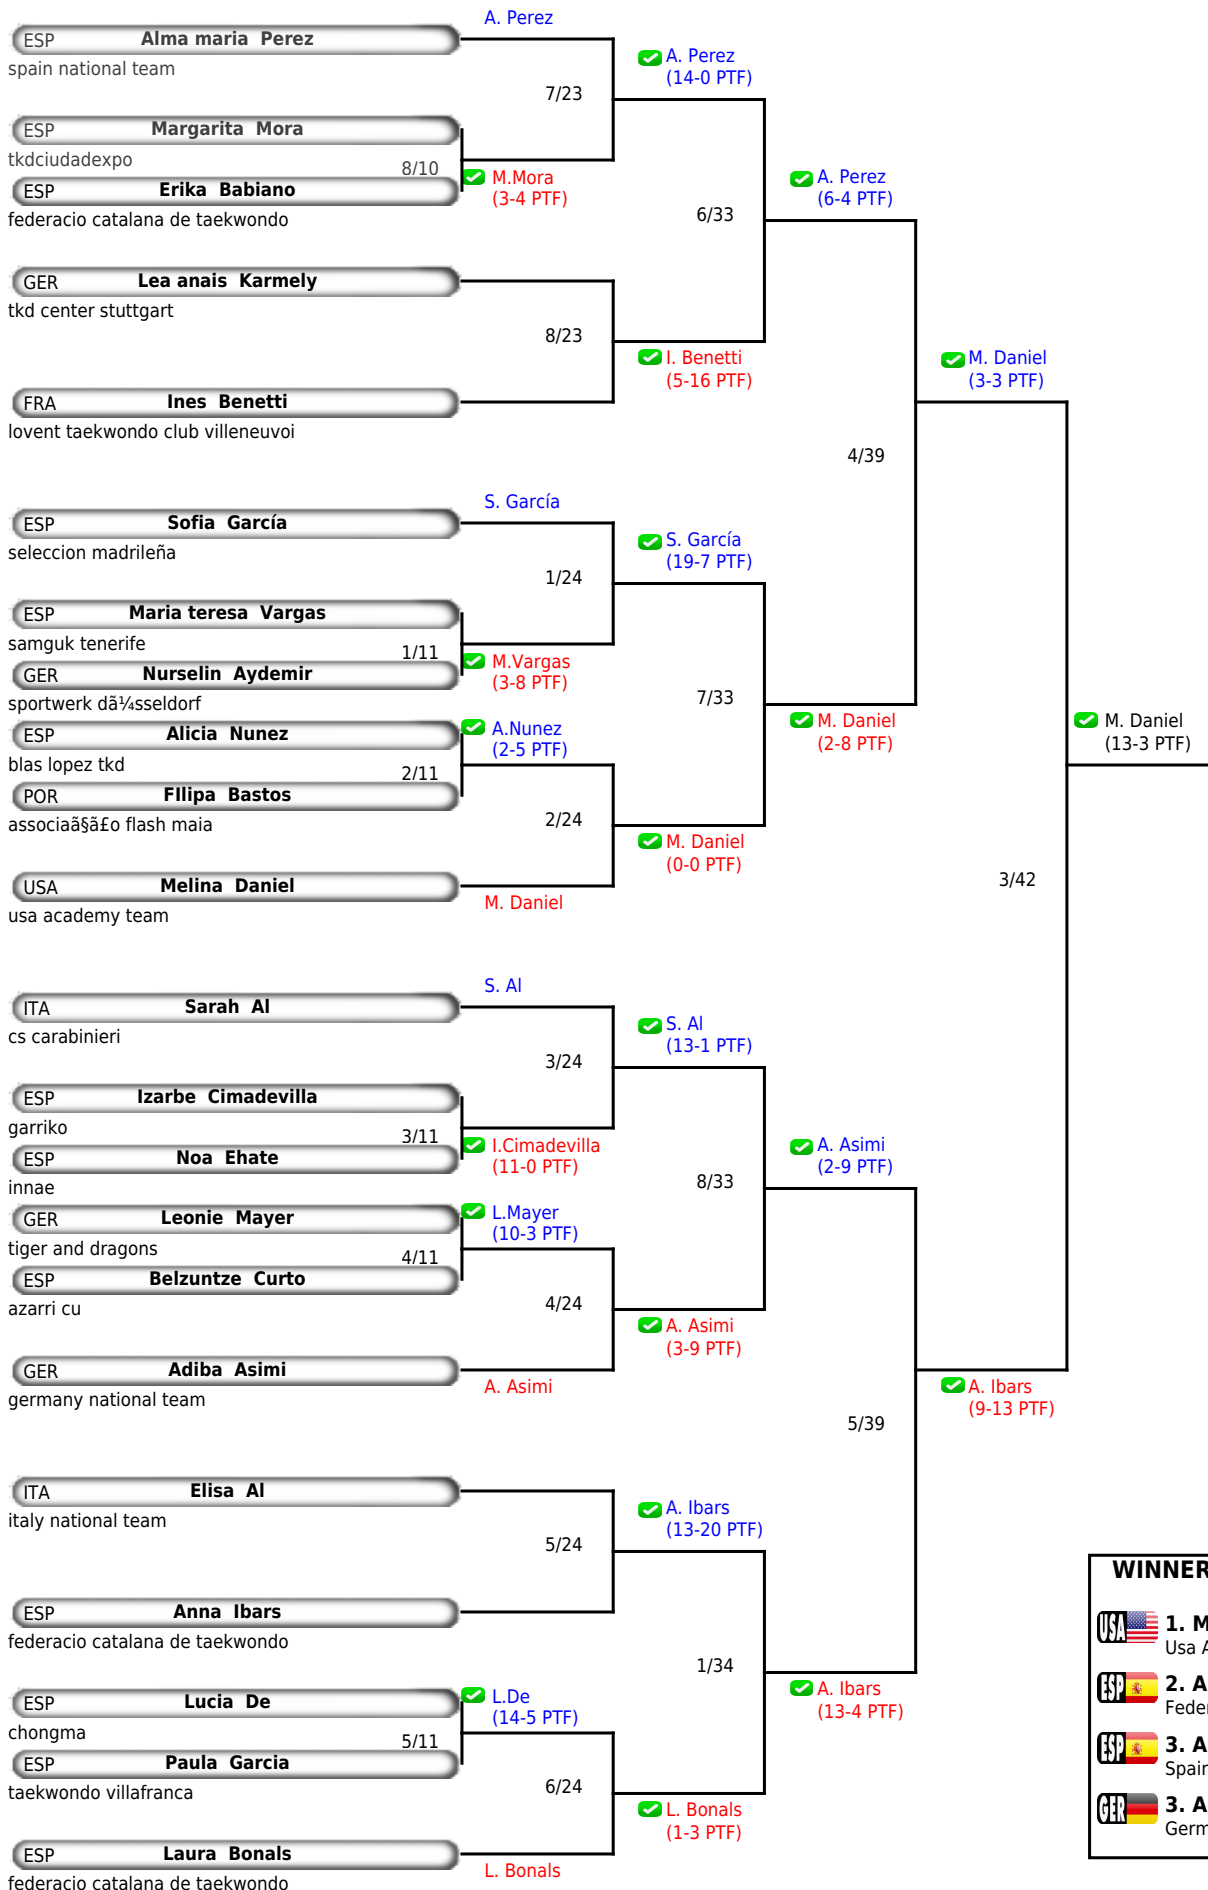 A. Perez
ESP Alma maria Perez
spain national team
A. Perez
(14-0 PTF)
7/23
ESP Margarita Mora
tkdciudadexpo
8/10
M.Mora
(3-4 PTF)
ESP Erika Babiano
federacio catalana de taekwondo
A. Perez
(6-4 PTF)
6/33
GER Lea anais Karmely
tkd center stuttgart
8/23
I. Benetti
(5-16 PTF)
FRA Ines Benetti
lovent taekwondo club villeneuvoi
M. Daniel
(3-3 PTF)
4/39
S. García
ESP Sofia García
seleccion madrileña
S. García
(19-7 PTF)
1/24
ESP Maria teresa Vargas
samguk tenerife
1/11
M.Vargas
(3-8 PTF)
GER Nurselin Aydemir
sportwerk dã¼sseldorf
7/33
M. Daniel
(2-8 PTF)
M. Daniel
(13-3 PTF)
ESP Alicia Nunez
blas lopez tkd
A.Nunez
(2-5 PTF)
2/11
POR FIlipa Bastos
associaã§ã£o flash maia
2/24
M. Daniel
(0-0 PTF)
USA Melina Daniel
usa academy team
M. Daniel
3/42
S. Al
ITA Sarah Al
cs carabinieri
S. Al
(13-1 PTF)
3/24
ESP Izarbe Cimadevilla
garriko
3/11
I.Cimadevilla
(11-0 PTF)
ESP Noa Ehate
innae
A. Asimi
(2-9 PTF)
8/33
GER Leonie Mayer
tiger and dragons
L.Mayer
(10-3 PTF)
4/11
ESP Belzuntze Curto
azarri cu
4/24
A. Asimi
(3-9 PTF)
GER Adiba Asimi
germany national team
A. Asimi
A. Ibars
(9-13 PTF)
5/39
ITA Elisa Al
italy national team
A. Ibars
(13-20 PTF)
5/24
ESP Anna Ibars
federacio catalana de taekwondo
1/34
A. Ibars
(13-4 PTF)
ESP Lucia De
chongma
L.De
(14-5 PTF)
5/11
ESP Paula Garcia
taekwondo villafranca
6/24
L. Bonals
(1-3 PTF)
ESP Laura Bonals
federacio catalana de taekwondo
L. Bonals
WINNER
USA 1. M
Usa A
ESP 2. A
Feder
ESP 3. A
Spain
GER 3. A
Germ